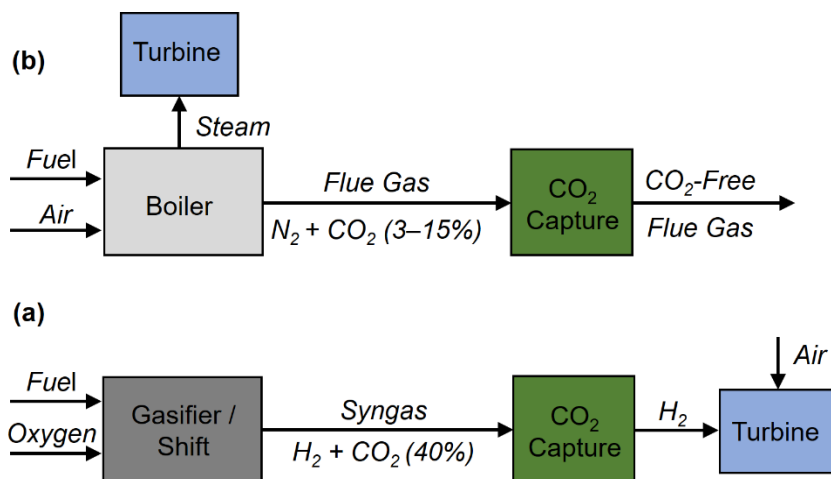 Turbine
(b)
Steam
Fuel
Air
Boiler
Flue Gas
N₂ + CO₂ (3–15%)
CO₂
Capture
CO₂-Free
Flue Gas
(a)
Fuel
Oxygen
Gasifier /
Shift
Syngas
H₂ + CO₂ (40%)
CO₂
Capture
H₂
Air
Turbine